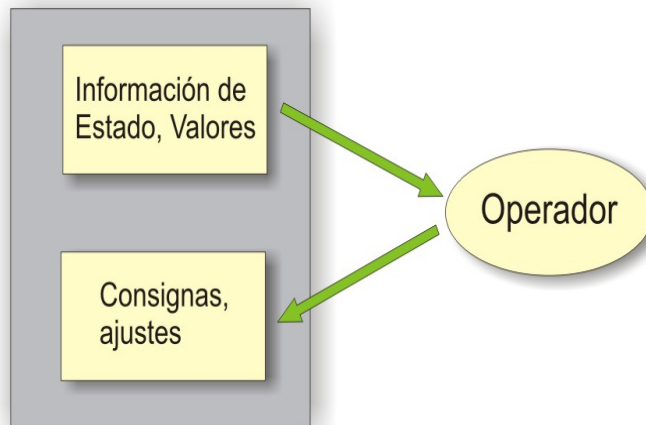 Información de
Estado, Valores
Operador
Consignas,
ajustes